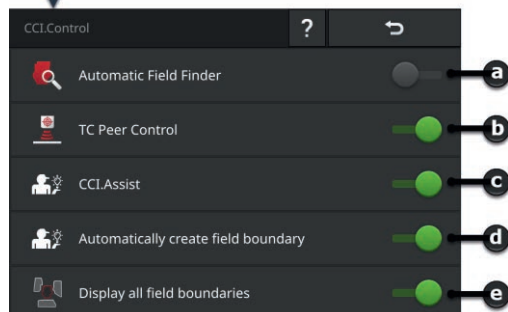 CCI.Control
?
Automatic Field Finder
a
TC Peer Control
b
CCI.Assist
c
Automatically create field boundary
d
Display all field boundaries
e